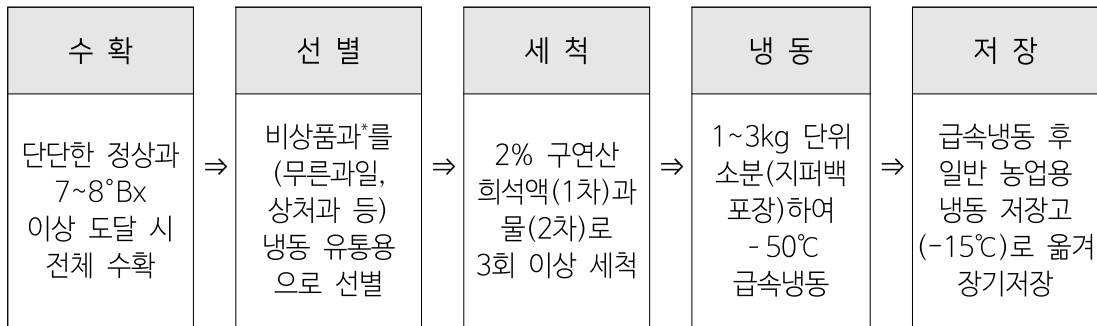 수 확
단단한 정상과
7~8°Bx
이상 도달 시
전체 수확
⇒
선 별
비상품과*를
(무른과일,
상처과 등)
냉동 유통용
으로 선별
⇒
세 척
2% 구연산
희석액(1차)과
물(2차)로
3회 이상 세척
⇒
냉 동
1~3kg 단위
소분(지퍼백
포장)하여
-50℃
급속냉동
⇒
저 장
급속냉동 후
일반 농업용
냉동 저장고
(-15℃)로 옮겨
장기저장